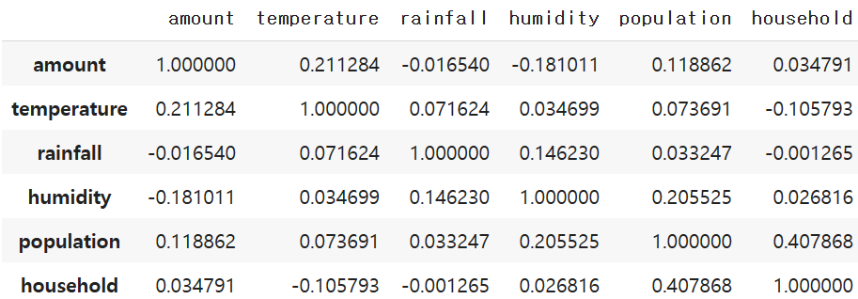 amount temperature rainfall humidity population household
amount 1.000000 0.211284 -0.016540 -0.181011 0.118862 0.034791
temperature 0.211284 1.000000 0.071624 0.034699 0.073691 -0.105793
rainfall -0.016540 0.071624 1.000000 0.146230 0.033247 -0.001265
humidity -0.181011 0.034699 0.146230 1.000000 0.205525 0.026816
population 0.118862 0.073691 0.033247 0.205525 1.000000 0.407868
household 0.034791 -0.105793 -0.001265 0.026816 0.407868 1.000000